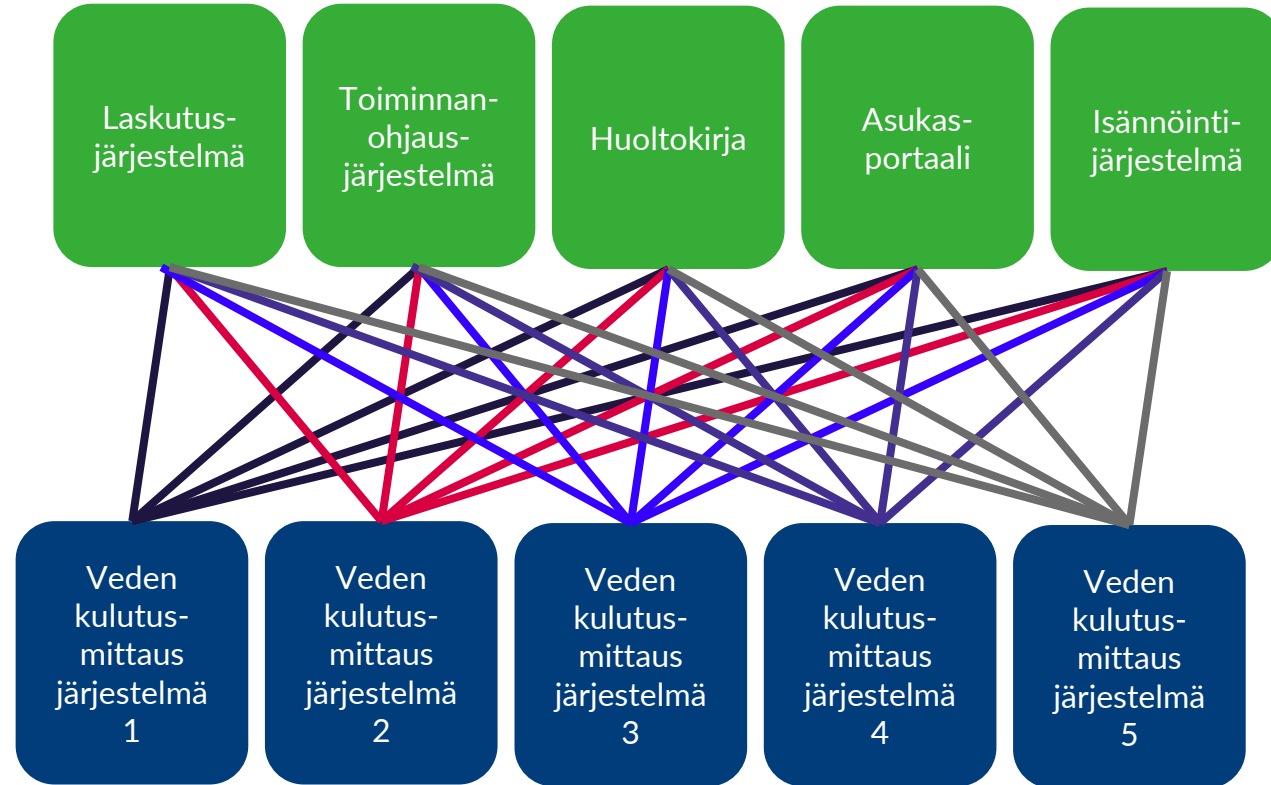 Laskutus-
järjestelmä
Toiminnan-
ohjaus-
järjestelmä
Huoltokirja
Asukas-
portaali
Isännöinti-
järjestelmä
Veden
kulutus-
mittaus
järjestelmä
1
Veden
kulutus-
mittaus
järjestelmä
2
Veden
kulutus-
mittaus
järjestelmä
3
Veden
kulutus-
mittaus
järjestelmä
4
Veden
kulutus-
mittaus
järjestelmä
5